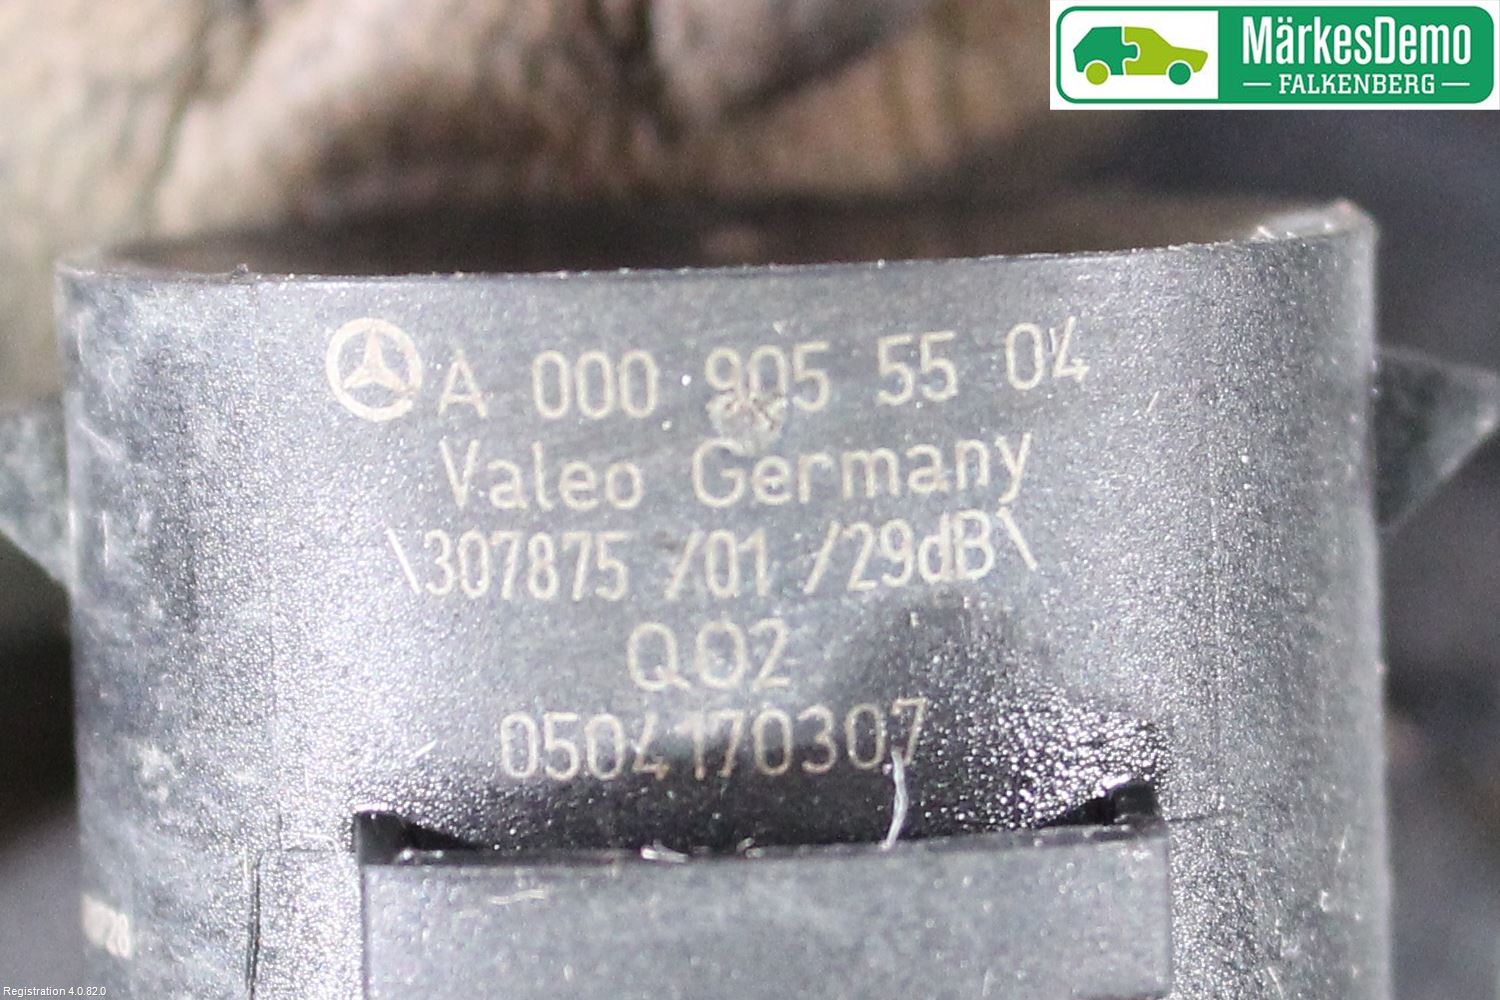 MärkesDemo
FALKENBERG
A 000 905 55 04
Valeo Germany
\307875 /01 /29dB\
Q02
0504170307
Registration 4.0.82.0